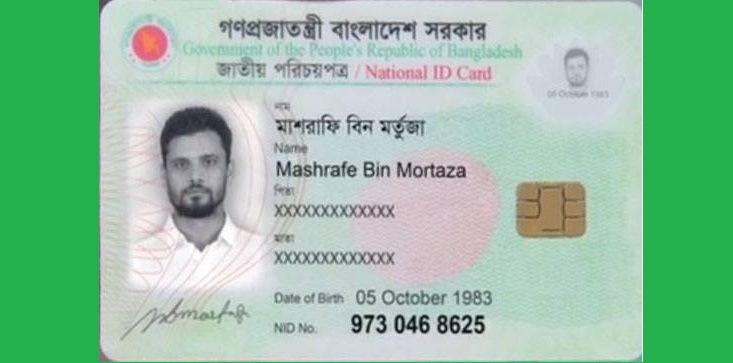 গণপ্রজাতন্ত্রী বাংলাদেশ সরকার
Government of the People's Republic of Bangladesh
জাতীয় পরিচয়পত্র / National ID Card
05 October 1983
নাম
মাশরাফি বিন মর্তুজা
Name
Mashrafe Bin Mortaza
পিতা
XXXXXXXXXXXXX
মাতা
XXXXXXXXXXXXX
Date of Birth 05 October 1983
NID No. 973 046 8625